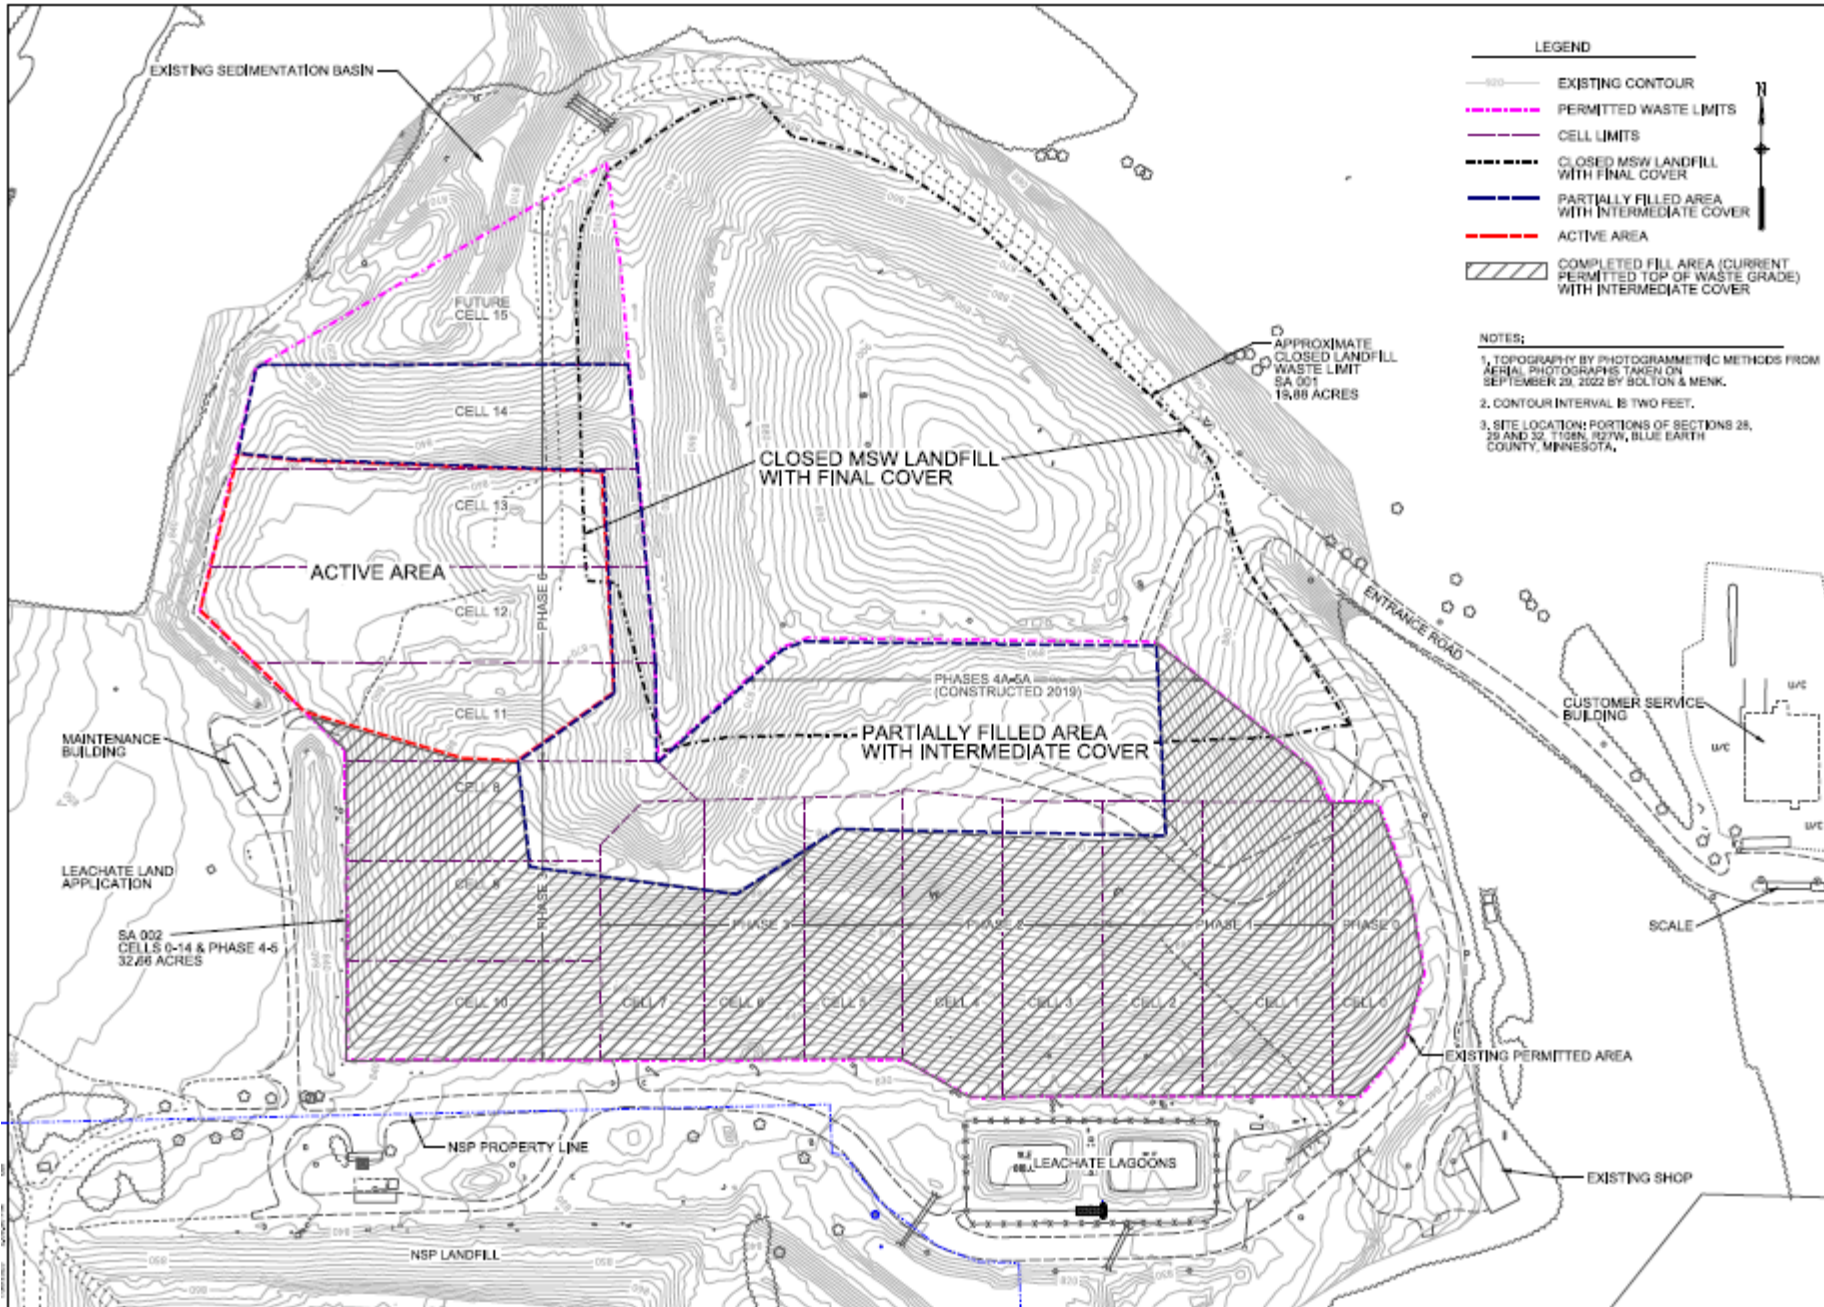 EXISTING SEDIMENTATION BASIN
LEGEND
920
EXISTING CONTOUR
N
PERMITTED WASTE LIMITS
CELL LIMITS
CLOSED MSW LANDFILL
WITH FINAL COVER
PARTIALLY FILLED AREA
WITH INTERMEDIATE COVER
ACTIVE AREA
COMPLETED FILL AREA (CURRENT
PERMITTED TOP OF WASTE GRADE)
WITH INTERMEDIATE COVER
NOTES:
1. TOPOGRAPHY BY PHOTOGRAMMETRIC METHODS FROM
AERIAL PHOTOGRAPHS TAKEN ON
SEPTEMBER 29, 2022 BY BOLTON & MENK.
2. CONTOUR INTERVAL IS TWO FEET.
3. SITE LOCATION: PORTIONS OF SECTIONS 28,
29 AND 32, T108N, R27W, BLUE EARTH
COUNTY, MINNESOTA.
FUTURE
CELL 15
APPROXIMATE
CLOSED LANDFILL
WASTE LIMIT
SA 001
19.88 ACRES
CELL 14
CLOSED MSW LANDFILL
WITH FINAL COVER
CELL 13
ACTIVE AREA
CELL 12
PHASE 6
ENTRANCE ROAD
CELL 11
PHASES 4A-5A
(CONSTRUCTED 2019)
PARTIALLY FILLED AREA
WITH INTERMEDIATE COVER
CUSTOMER SERVICE
BUILDING
U/C
U/C
U/C
MAINTENANCE
BUILDING
CELL 8
LEACHATE LAND
APPLICATION
CELL 9
SA 002
CELLS 0-14 & PHASE 4-5
32.66 ACRES
PHASE
PHASE 3
PHASE 2
PHASE 1
PHASE 0
SCALE
CELL 10
CELL 7
CELL 6
CELL 5
CELL 4
CELL 3
CELL 2
CELL 1
CELL 0
EXISTING PERMITTED AREA
NSP PROPERTY LINE
LEACHATE LAGOONS
EXISTING SHOP
NSP LANDFILL